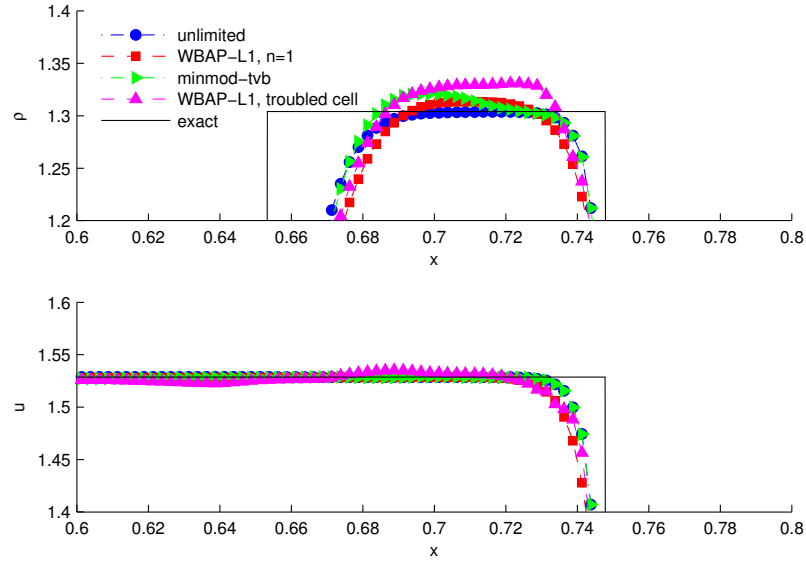 1.4
1.35
1.3
1.25
1.2
ρ
unlimited
WBAP-L1, n=1
minmod-tvb
WBAP-L1, troubled cell
exact
0.6 0.62 0.64 0.66 0.68 0.7 0.72 0.74 0.76 0.78 0.8
x
1.6
1.55
1.5
1.45
1.4
u
0.6 0.62 0.64 0.66 0.68 0.7 0.72 0.74 0.76 0.78 0.8
x